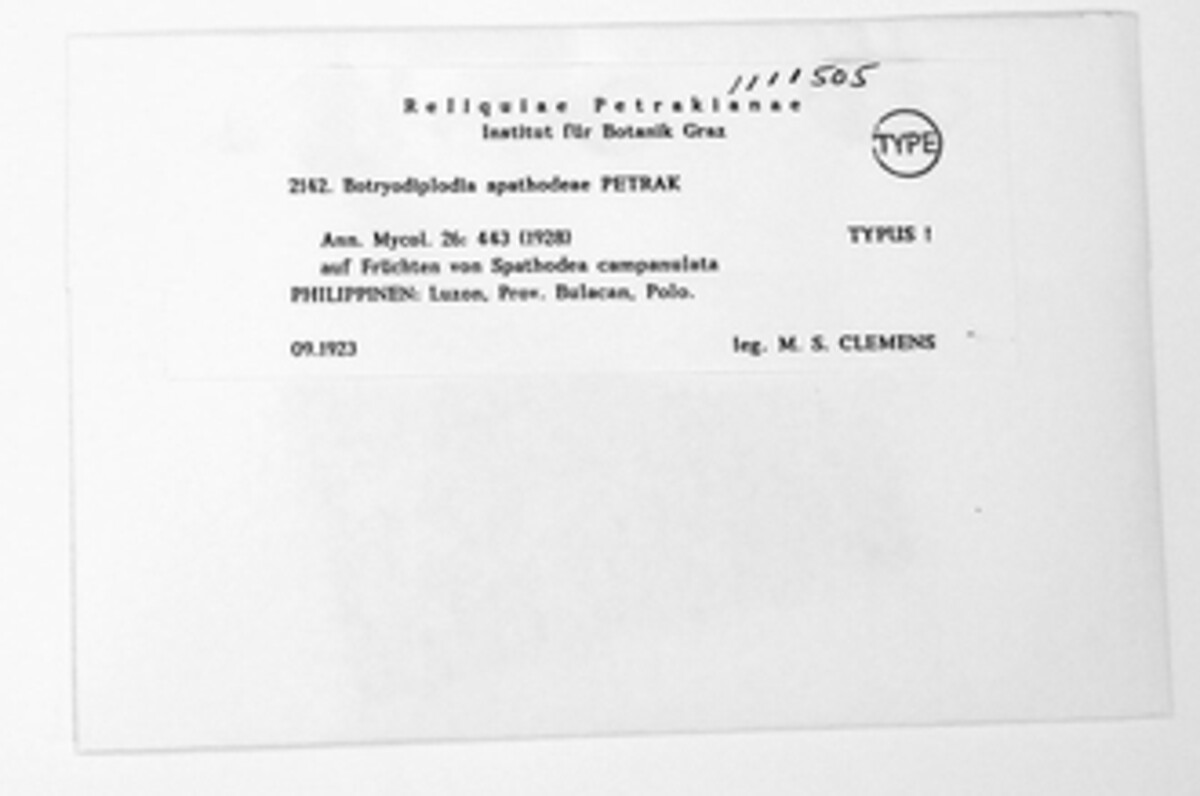 1111505
Reliquiae Petrakianae
Institut für Botanik Graz
TYPE
2142. Botryodiplodia spathodeae PETRAK
Ann. Mycol. 26: 443 (1928) TYPUS !
auf Früchten von Spathodea campanulata
PHILIPPINEN: Luzon, Prov. Bulacan, Polo.
09.1923 leg. M. S. CLEMENS